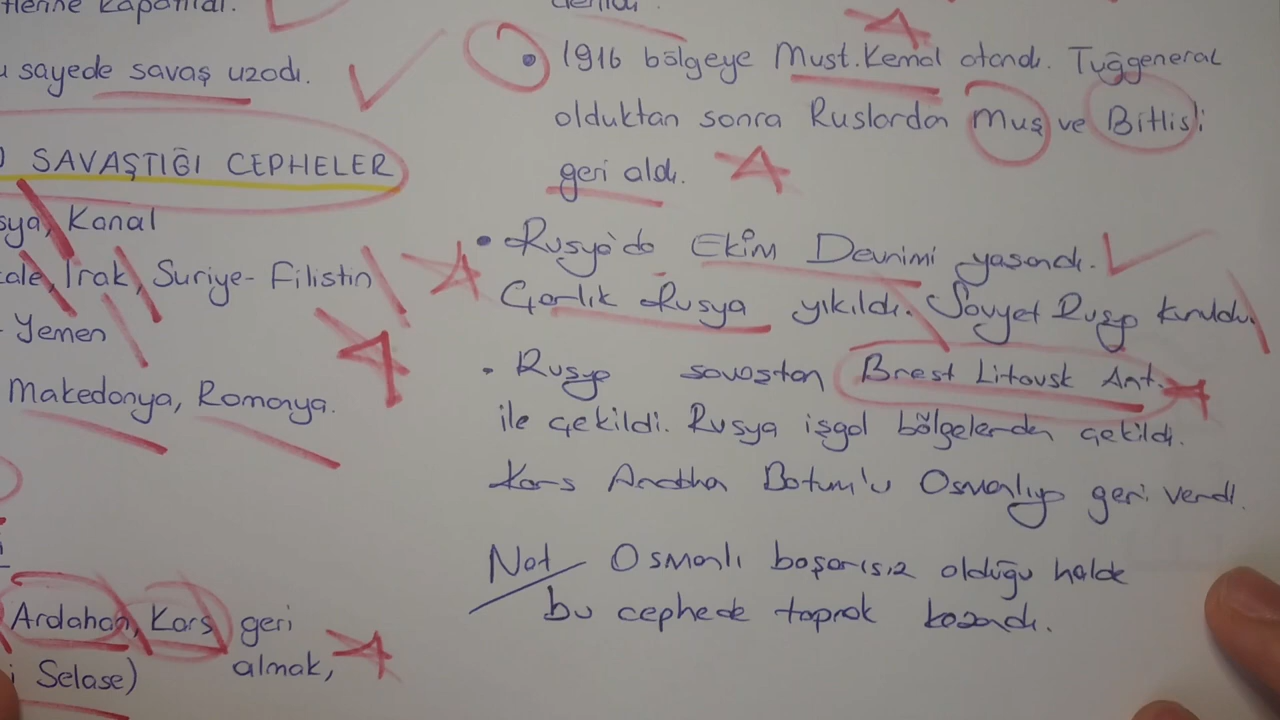 savaş uzadı.
sayede
SAVAŞTIĞI CEPHELER
Kanal
Irak, Suriye-Filistin
Yemen
Makedonya, Romanya.
Ardahan, Kars geri
almak,
Selase)
1916 bölgeye Must.Kemal atandı. Tuğgeneral
olduktan sonra Ruslardan Muş ve Bitlis'i
geri aldı.
• Rusya'da Ekim Devrimi yaşandı.
Çarlık Rusya yıkıldı. Sovyet Rusya kuruldu.
• Rusya savaştan Brest Litovsk Ant.
ile çekildi. Rusya işgal bölgelerden çekildi.
Kars Ardahan Batum'u Osmanlıya geri verdi.
Not Osmanlı başarısız olduğu halde
bu cephede toprak kazandı.